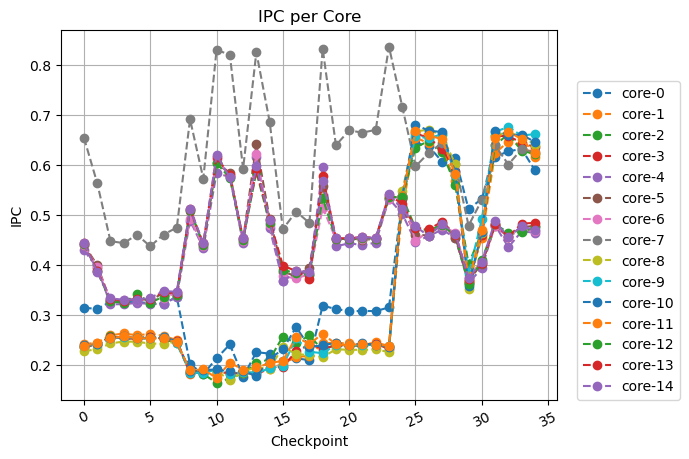 IPC per Core
IPC
0.8
0.7
0.6
0.5
0.4
0.3
0.2
0
5
10
15
20
25
30
35
Checkpoint
core-0
core-1
core-2
core-3
core-4
core-5
core-6
core-7
core-8
core-9
core-10
core-11
core-12
core-13
core-14